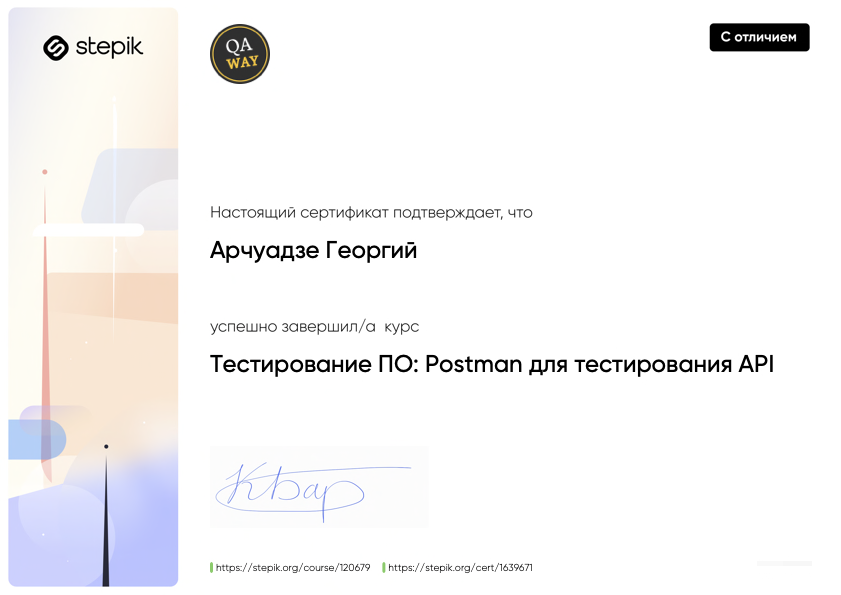 stepik
QA
WAY
С отличием
Настоящий сертификат подтверждает, что
Арчуадзе Георгий
успешно завершил/а курс
Тестирование ПО: Postman для тестирования API
КБар
https://stepik.org/course/120679 https://stepik.org/cert/1639671